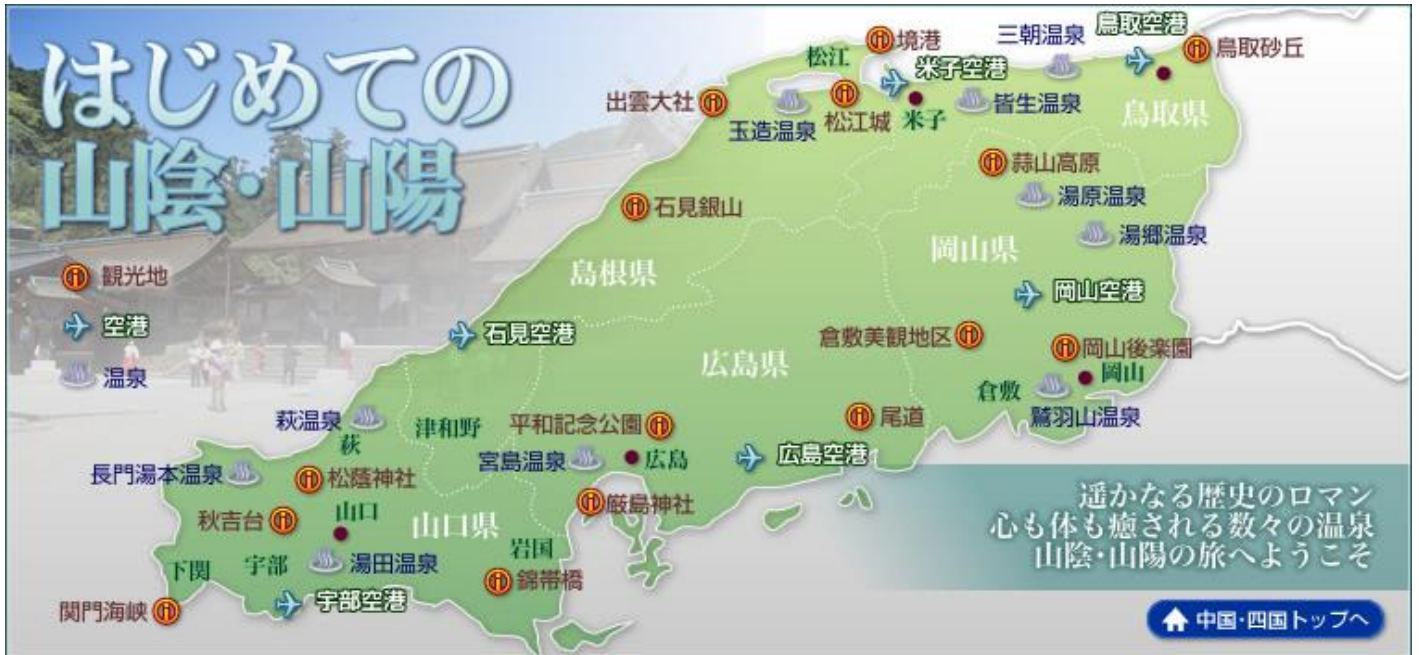 はじめての
山陰・山陽
観光地
空港
温泉
境港
三朝温泉
鳥取空港
鳥取砂丘
松江
米子空港
出雲大社
玉造温泉
松江城
米子
皆生温泉
鳥取県
蒜山高原
湯原温泉
石見銀山
湯郷温泉
島根県
岡山県
岡山空港
石見空港
倉敷美観地区
岡山後楽園
広島県
岡山
倉敷
鷲羽山温泉
萩温泉
萩
津和野
平和記念公園
尾道
宮島温泉
広島
広島空港
長門湯本温泉
松蔭神社
厳島神社
秋吉台
山口
山口県
岩国
下関
宇部
湯田温泉
錦帯橋
関門海峡
宇部空港
遥かなる歴史のロマン
心も体も癒される数々の温泉
山陰・山陽の旅へようこそ
中国・四国トップへ